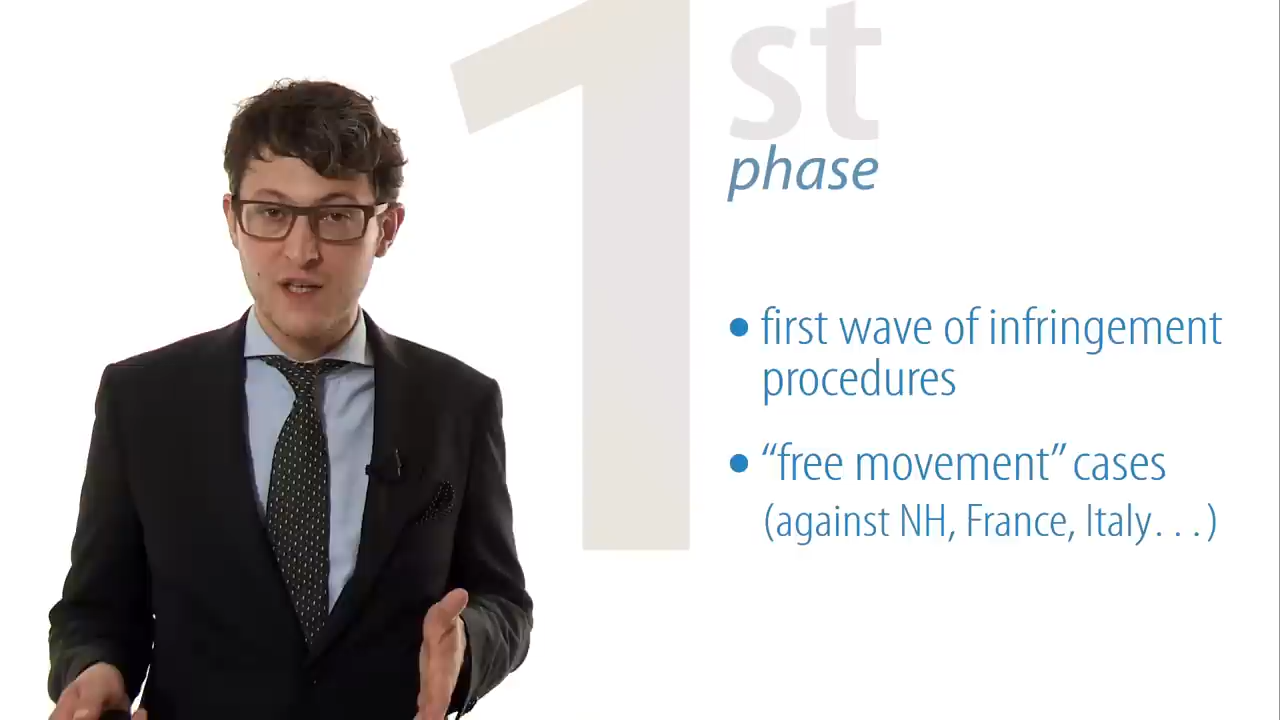 1st
phase
• first wave of infringement
procedures
• “free movement” cases
(against NH, France, Italy. . .)